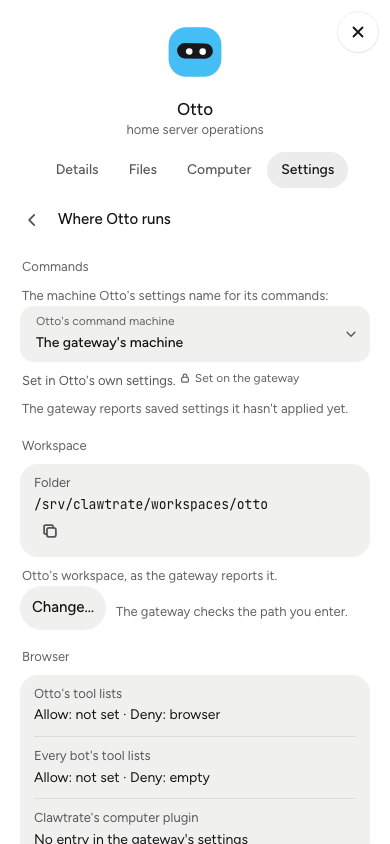 Otto
home server operations
Details
Files
Computer
Settings
Where Otto runs
Commands
The machine Otto's settings name for its commands:
Otto's command machine
The gateway's machine
Set in Otto's own settings. Set on the gateway
The gateway reports saved settings it hasn't applied yet.
Workspace
Folder
/srv/clawtrate/workspaces/otto
Otto's workspace, as the gateway reports it.
Change... The gateway checks the path you enter.
Browser
Otto's tool lists
Allow: not set · Deny: browser
Every bot's tool lists
Allow: not set · Deny: empty
Clawtrate's computer plugin
No entry in the gateway's settings